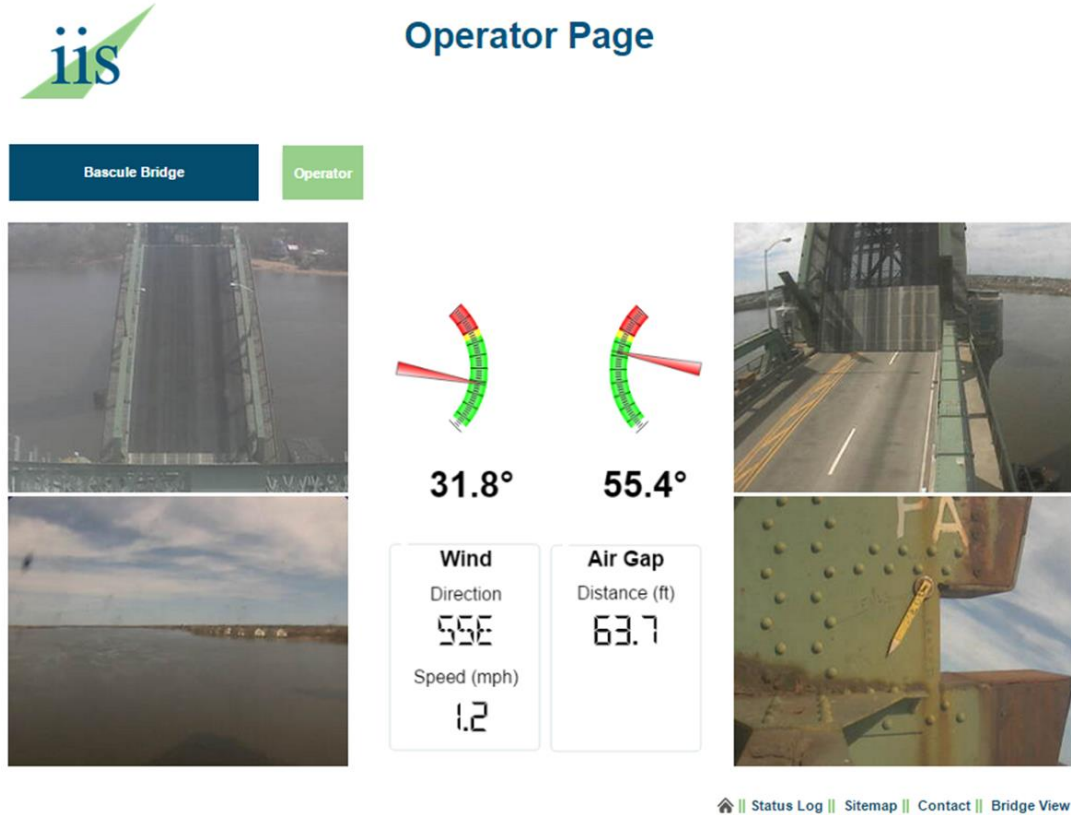 iis
Operator Page
Bascule Bridge
Operator
31.8°
55.4°
Wind
Direction
SSE
Speed (mph)
1.2
Air Gap
Distance (ft)
63.7
PA
|| Status Log || Sitemap || Contact || Bridge View